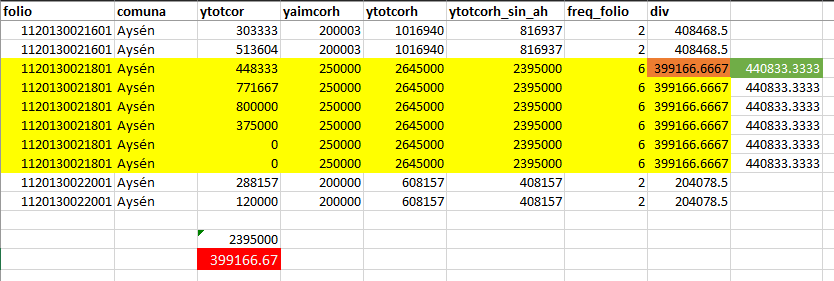 folio comuna ytotcor yaimcorh ytotcorh ytotcorh_sin_ah freq_folio div
1120130021601 Aysén 303333 200003 1016940 816937 2 408468.5
1120130021601 Aysén 513604 200003 1016940 816937 2 408468.5
1120130021801 Aysén 448333 250000 2645000 2395000 6 399166.6667 440833.3333
1120130021801 Aysén 771667 250000 2645000 2395000 6 399166.6667 440833.3333
1120130021801 Aysén 800000 250000 2645000 2395000 6 399166.6667 440833.3333
1120130021801 Aysén 375000 250000 2645000 2395000 6 399166.6667 440833.3333
1120130021801 Aysén 0 250000 2645000 2395000 6 399166.6667 440833.3333
1120130021801 Aysén 0 250000 2645000 2395000 6 399166.6667 440833.3333
1120130022001 Aysén 288157 200000 608157 408157 2 204078.5
1120130022001 Aysén 120000 200000 608157 408157 2 204078.5
2395000
399166.67